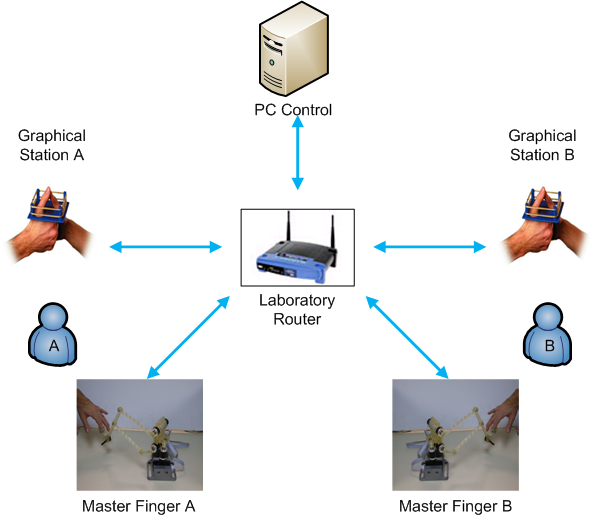 PC Control
Graphical
Station A
Graphical
Station B
Laboratory
Router
A
B
Master Finger A
Master Finger B